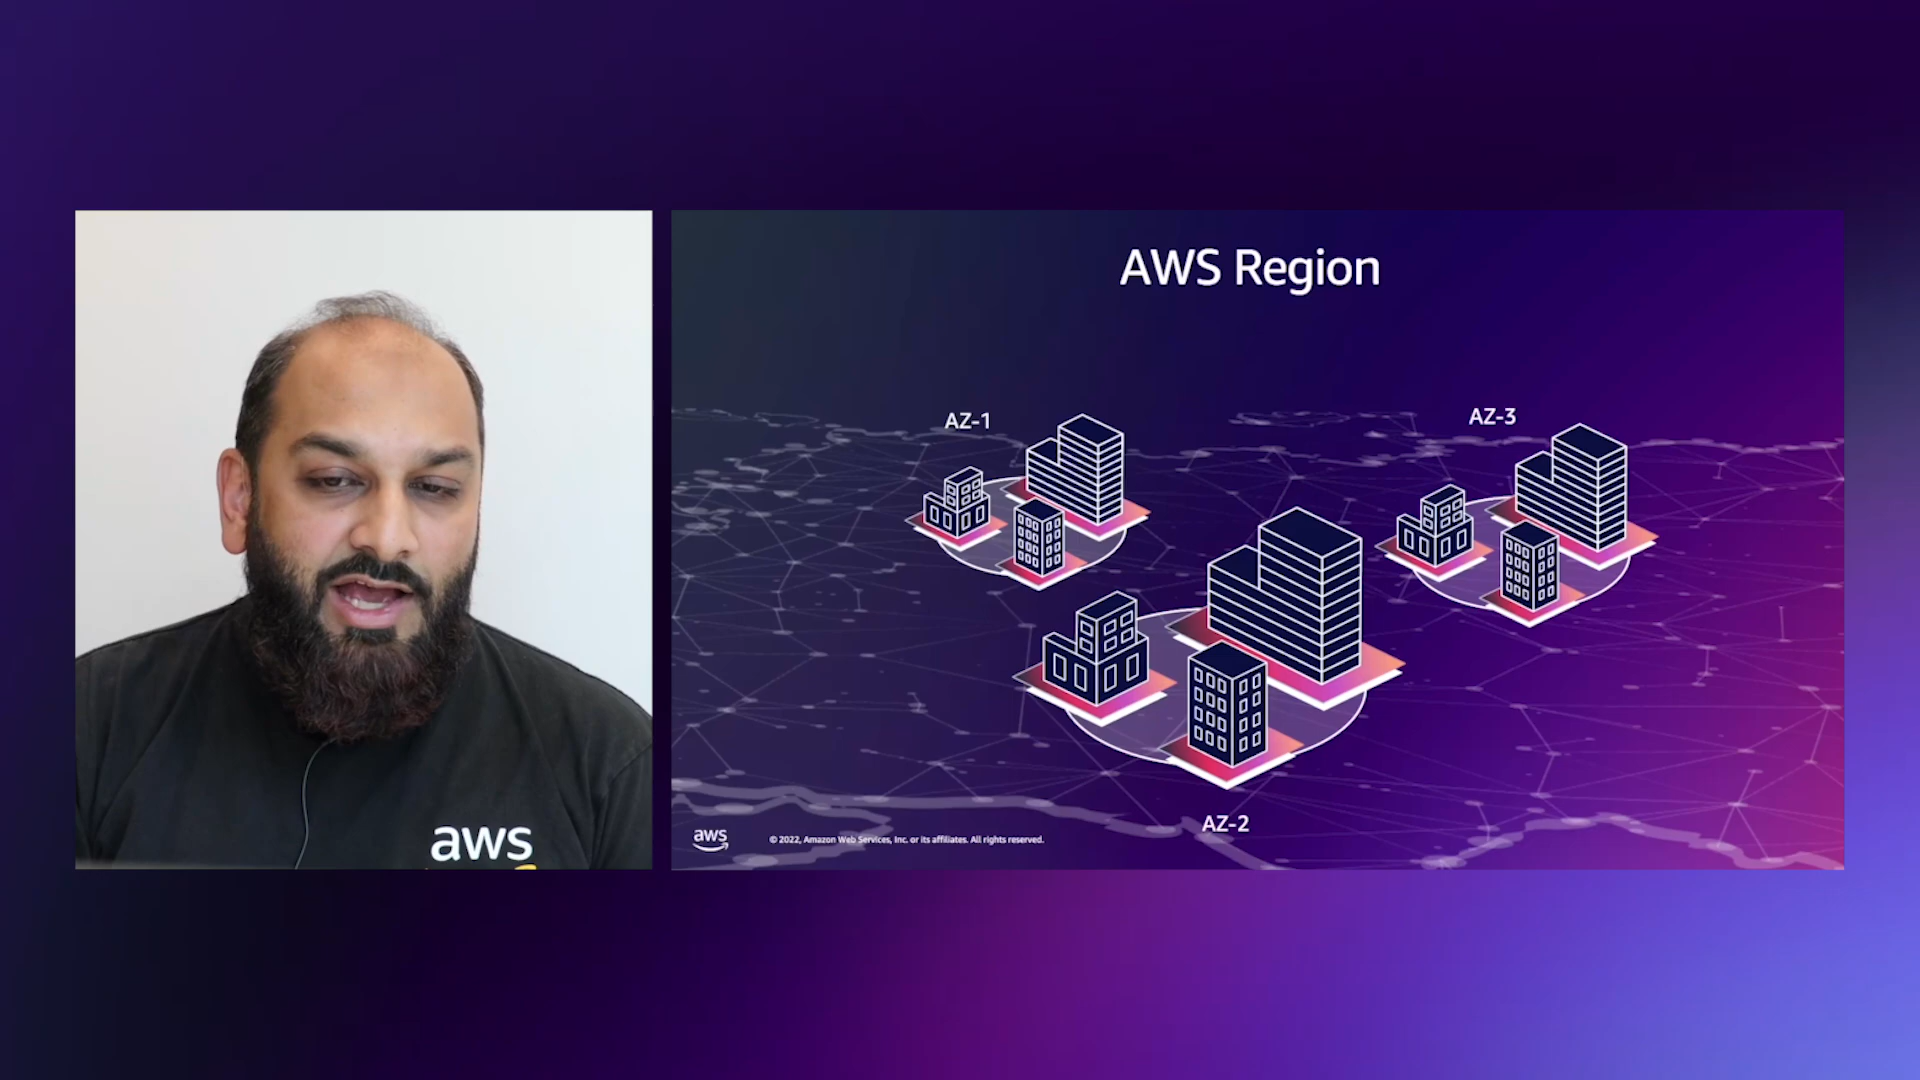 AWS Region
AZ-1
AZ-3
AZ-2
aws
aws
© 2022, Amazon Web Services, Inc. or its affiliates. All rights reserved.